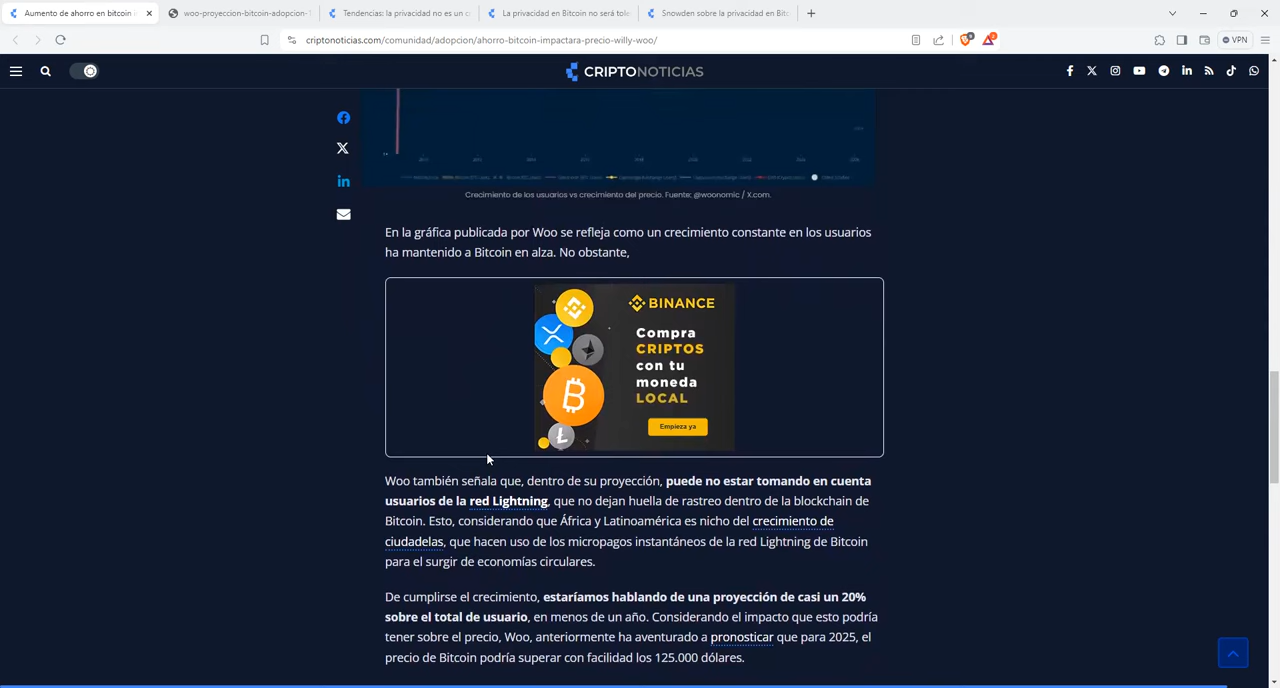 Aumento de ahorro en bitcoin
woo-proyeccion-bitcoin-adopcion-1
Tendencias: la privacidad no es un c
La privacidad en Bitcoin no será tole
Snowden sobre la privacidad en Bitc
criptonoticias.com/comunidad/adopcion/ahorro-bitcoin-impactara-precio-willy-woo/
VPN
CRIPTONOTICIAS
Crecimiento de los usuarios vs crecimiento del precio. Fuente: @woonomic / X.com.
En la gráfica publicada por Woo se refleja como un crecimiento constante en los usuarios
ha mantenido a Bitcoin en alza. No obstante,
BINANCE
Compra
CRIPTOS
con tu
moneda
LOCAL
Empieza ya
Woo también señala que, dentro de su proyección, puede no estar tomando en cuenta
usuarios de la red Lightning, que no dejan huella de rastreo dentro de la blockchain de
Bitcoin. Esto, considerando que África y Latinoamérica es nicho del crecimiento de
ciudadelas, que hacen uso de los micropagos instantáneos de la red Lightning de Bitcoin
para el surgir de economías circulares.
De cumplirse el crecimiento, estaríamos hablando de una proyección de casi un 20%
sobre el total de usuario, en menos de un año. Considerando el impacto que esto podría
tener sobre el precio, Woo, anteriormente ha aventurado a pronosticar que para 2025, el
precio de Bitcoin podría superar con facilidad los 125.000 dólares.